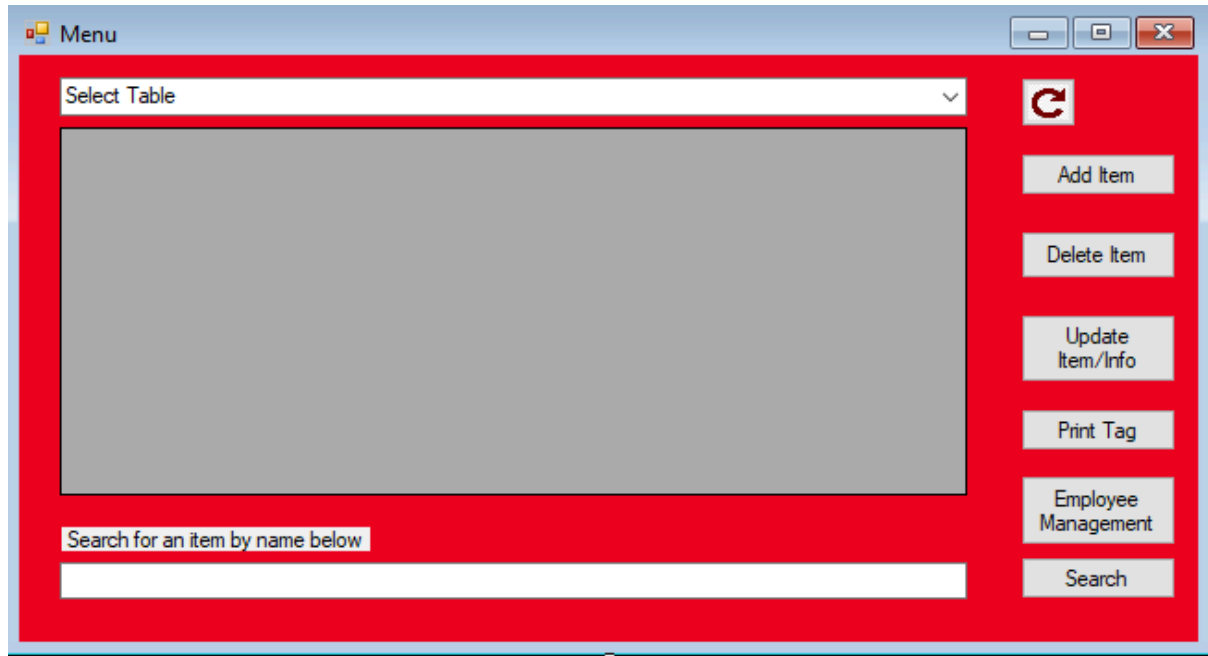 Menu
Select Table
Add Item
Delete Item
Update
Item/Info
Print Tag
Employee
Management
Search for an item by name below
Search